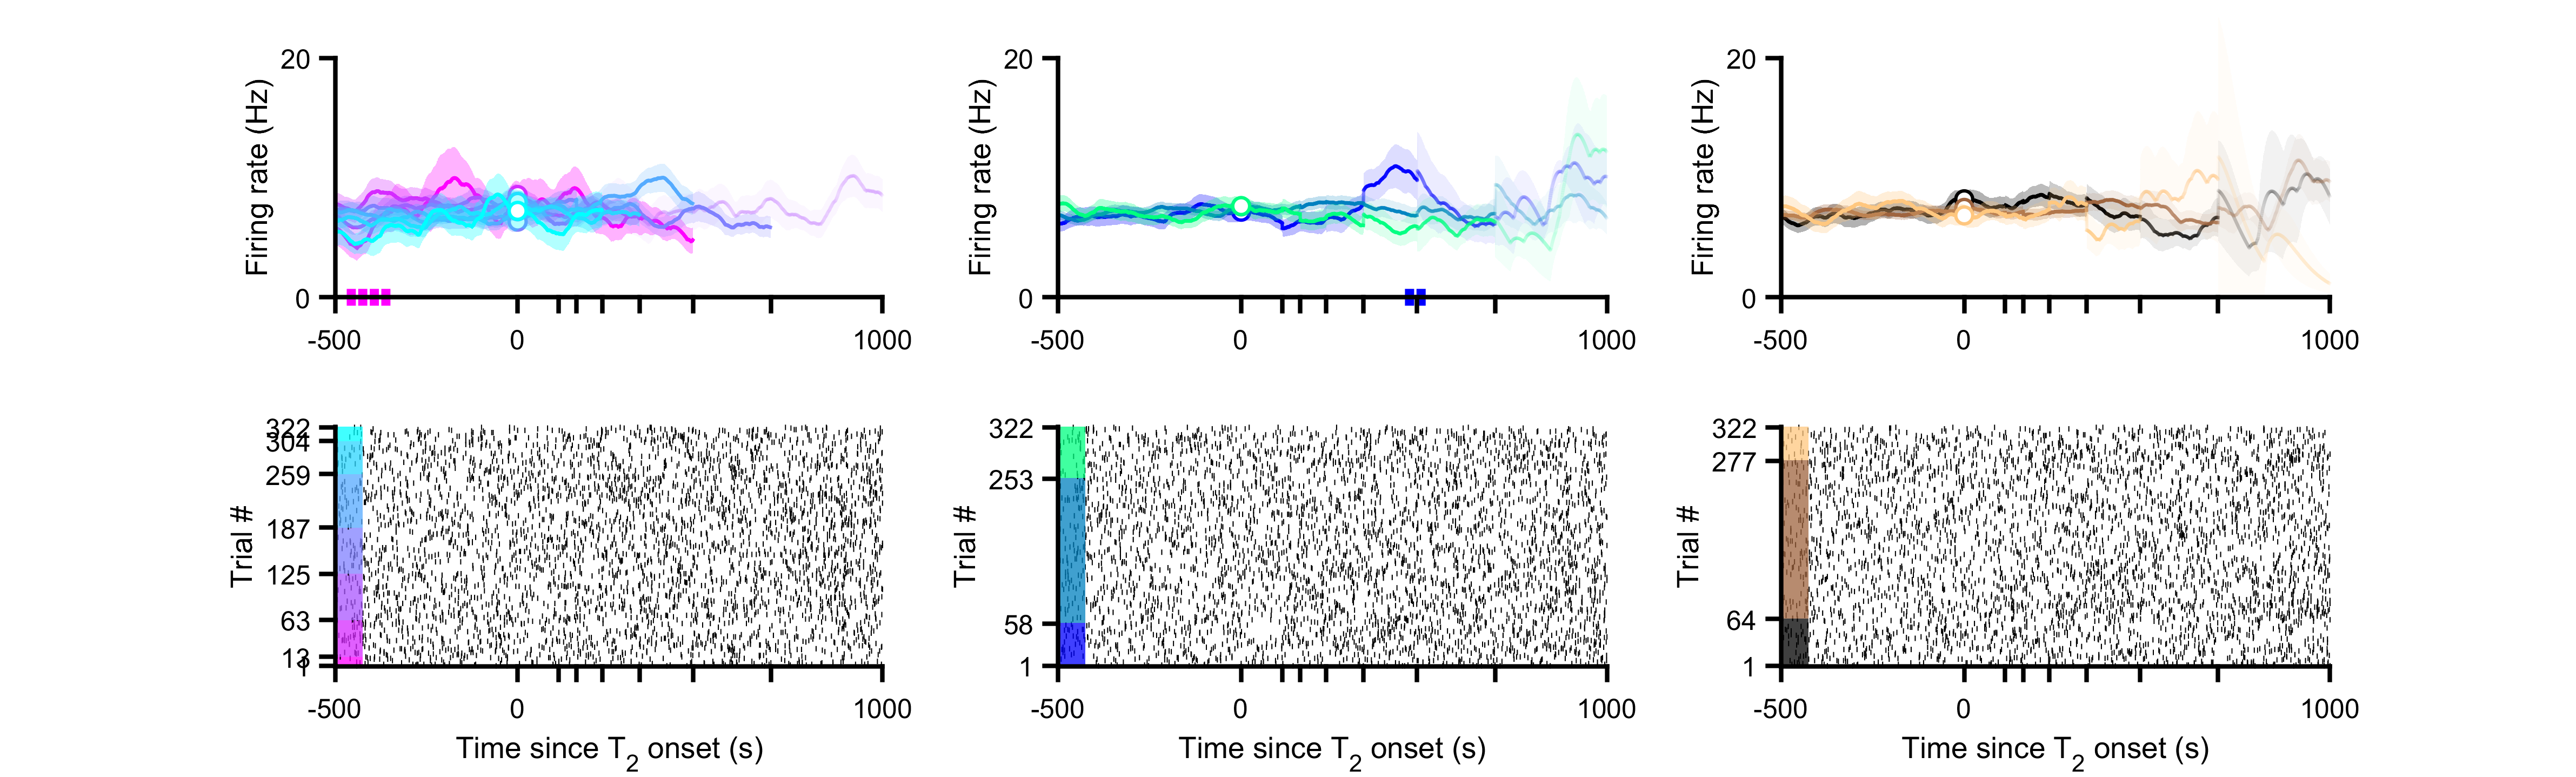 20
Firing rate (Hz)
0
-500 0 1000
20
Firing rate (Hz)
0
-500 0 1000
20
Firing rate (Hz)
0
-500 0 1000
322
304
259
187
125
63
13
1
Trial #
-500 0 1000
Time since T2 onset (s)
322
253
58
1
Trial #
-500 0 1000
Time since T2 onset (s)
322
277
64
1
Trial #
-500 0 1000
Time since T2 onset (s)